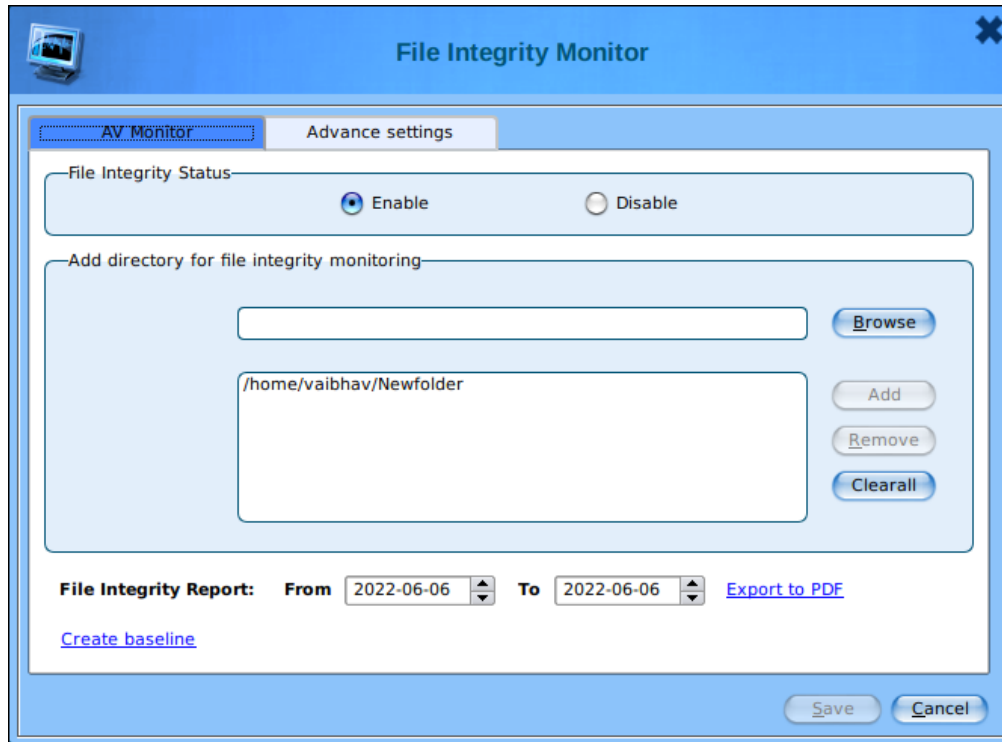 File Integrity Monitor
AV Monitor Advance settings
File Integrity Status
Enable Disable
Add directory for file integrity monitoring
Browse
/home/vaibhav/Newfolder
Add
Remove
Clearall
File Integrity Report: From 2022-06-06 To 2022-06-06 Export to PDF
Create baseline
Save Cancel